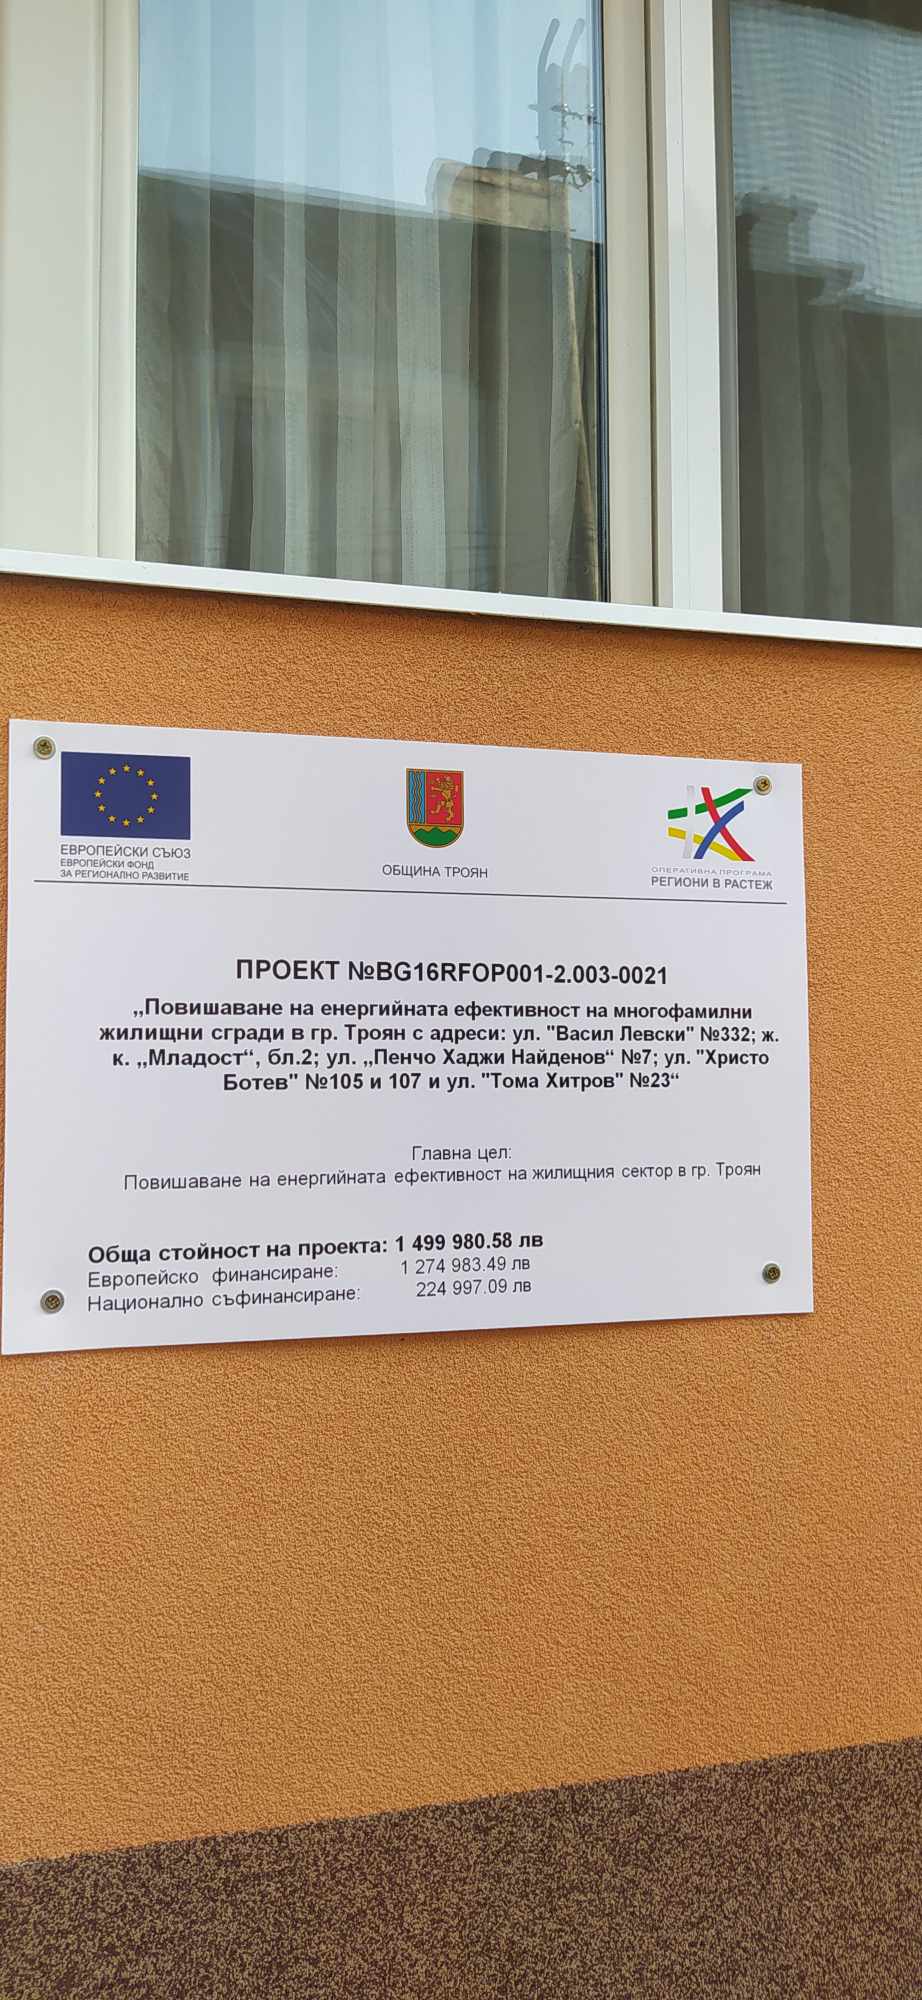 ЕВРОПЕЙСКИ СЪЮЗ
ЕВРОПЕЙСКИ ФОНД
ЗА РЕГИОНАЛНО РАЗВИТИЕ
ОБЩИНА ТРОЯН
ОПЕРАТИВНА ПРОГРАМА
РЕГИОНИ В РАСТЕЖ
ПРОЕКТ №BG16RFOP001-2.003-0021
„Повишаване на енергийната ефективност на многофамилни
жилищни сгради в гр. Троян с адреси: ул. "Васил Левски" №332; ж.
к. „Младост“, бл.2; ул. „Пенчо Хаджи Найденов“ №7; ул. "Христо
Ботев" №105 и 107 и ул. "Тома Хитров" №23“
Главна цел:
Повишаване на енергийната ефективност на жилищния сектор в гр. Троян
Обща стойност на проекта: 1 499 980.58 лв
Европейско финансиране: 1 274 983.49 лв
Национално съфинансиране: 224 997.09 лв